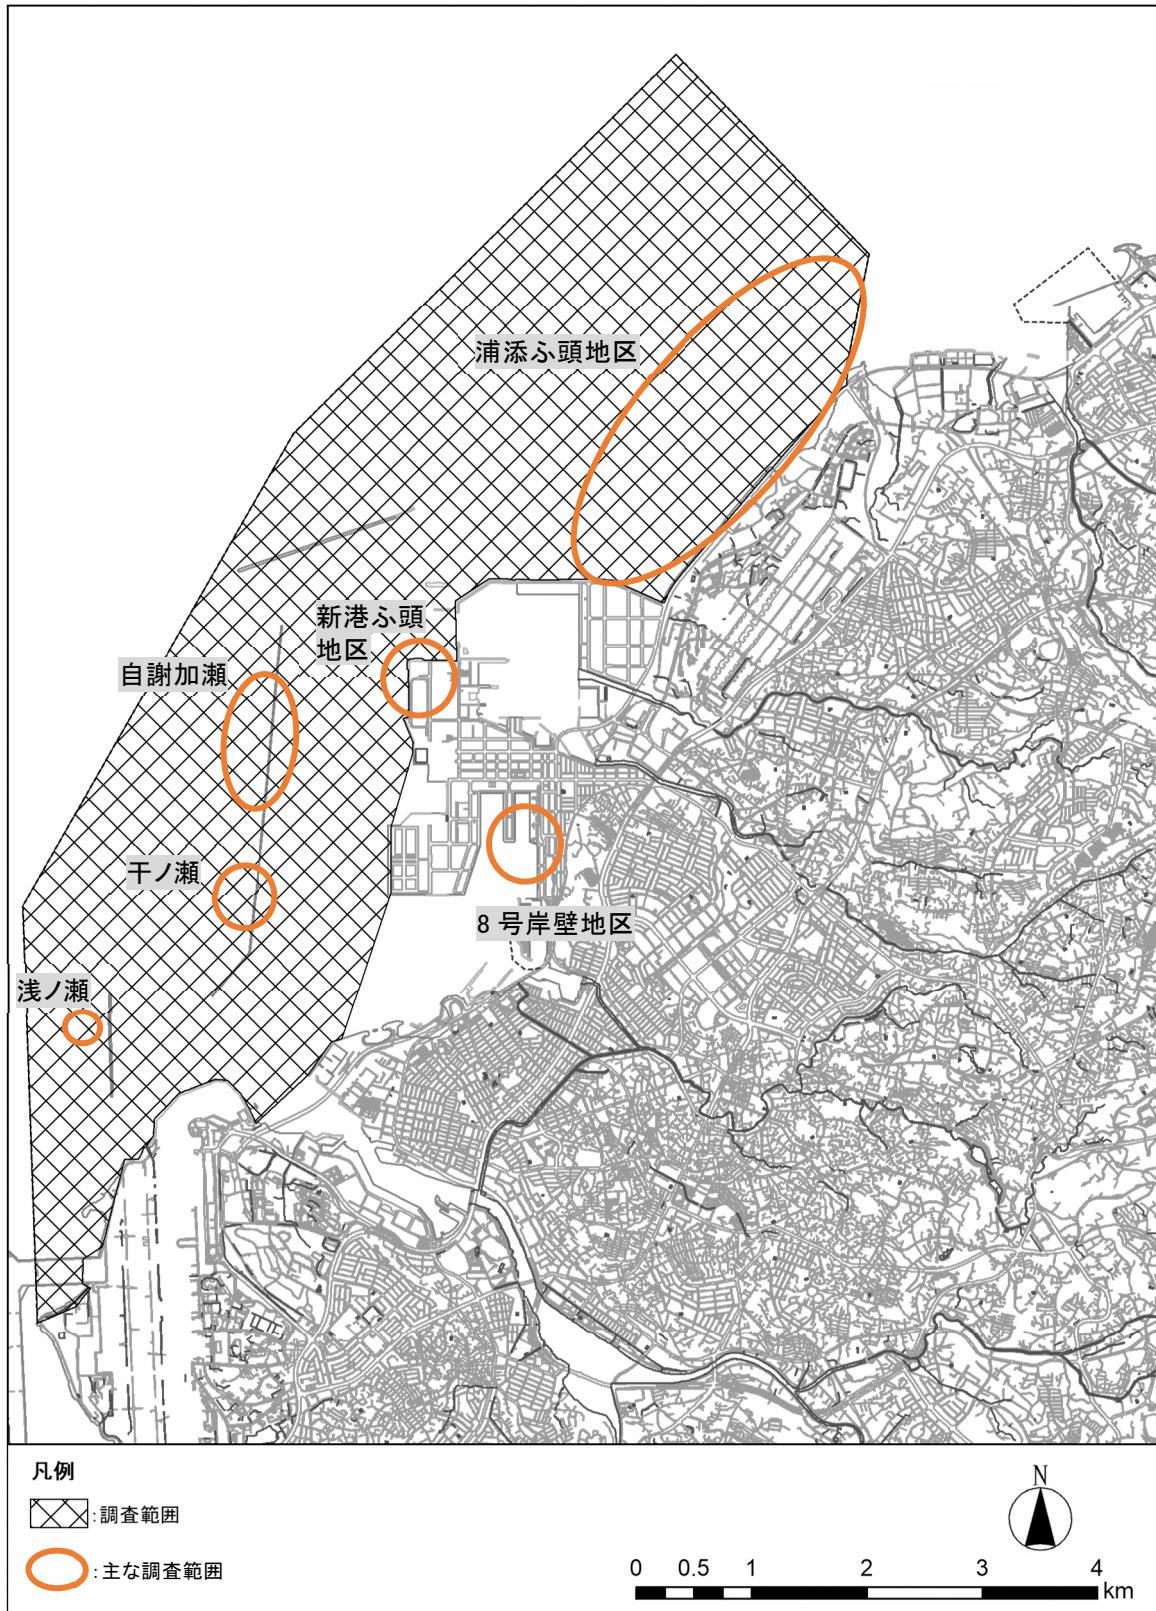 浦添ふ頭地区
新港ふ頭
地区
自謝加瀬
干ノ瀬
8 号岸壁地区
浅ノ瀬
凡例
:調査範囲
:主な調査範囲
N
0 0.5 1 2 3 4
km